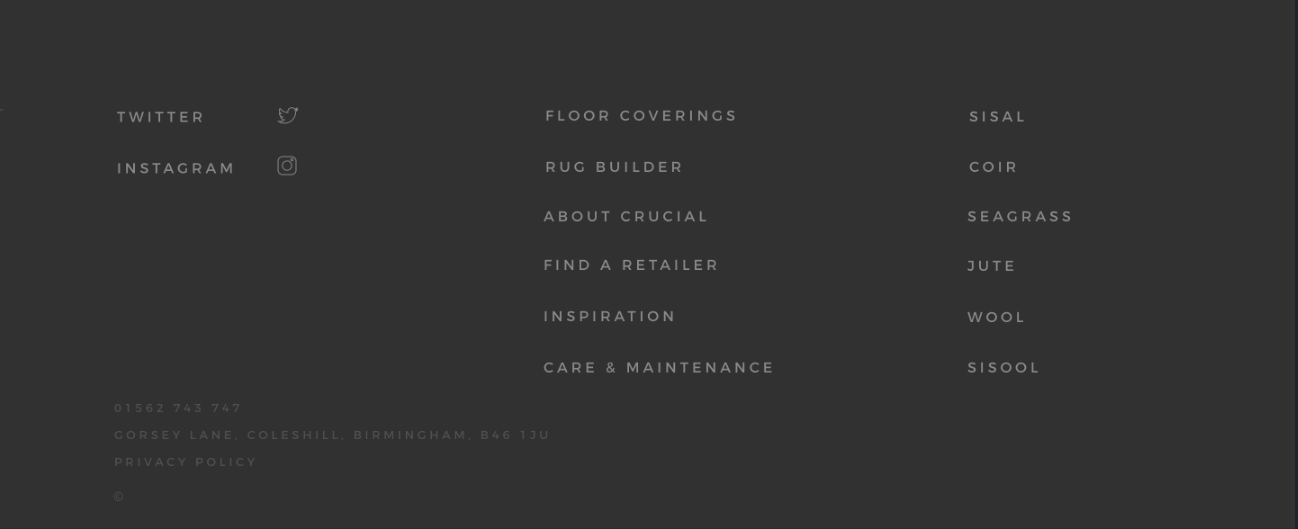 TWITTER
INSTAGRAM
FLOOR COVERINGS
RUG BUILDER
ABOUT CRUCIAL
FIND A RETAILER
INSPIRATION
CARE & MAINTENANCE
SISAL
COIR
SEAGRASS
JUTE
WOOL
SISOOL
01562 743 747
GORSEY LANE, COLESHILL, BIRMINGHAM, B46 1JU
PRIVACY POLICY
©